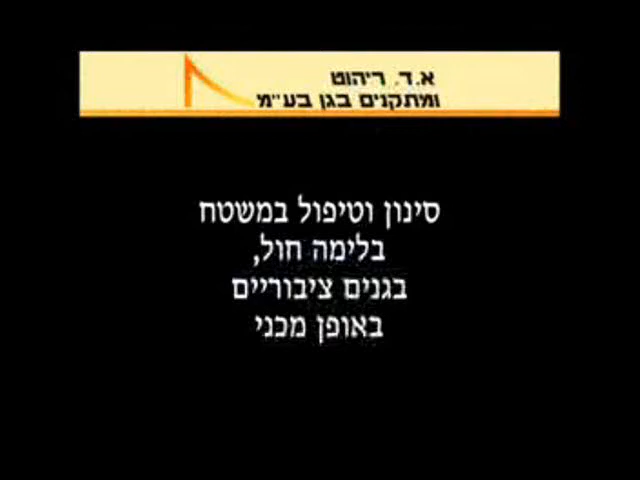 א.ד. ריהוט
ומתקנים בגן בע"מ
סינון וטיפול במשטח
בלימה חול,
בגנים ציבוריים
באופן מכני